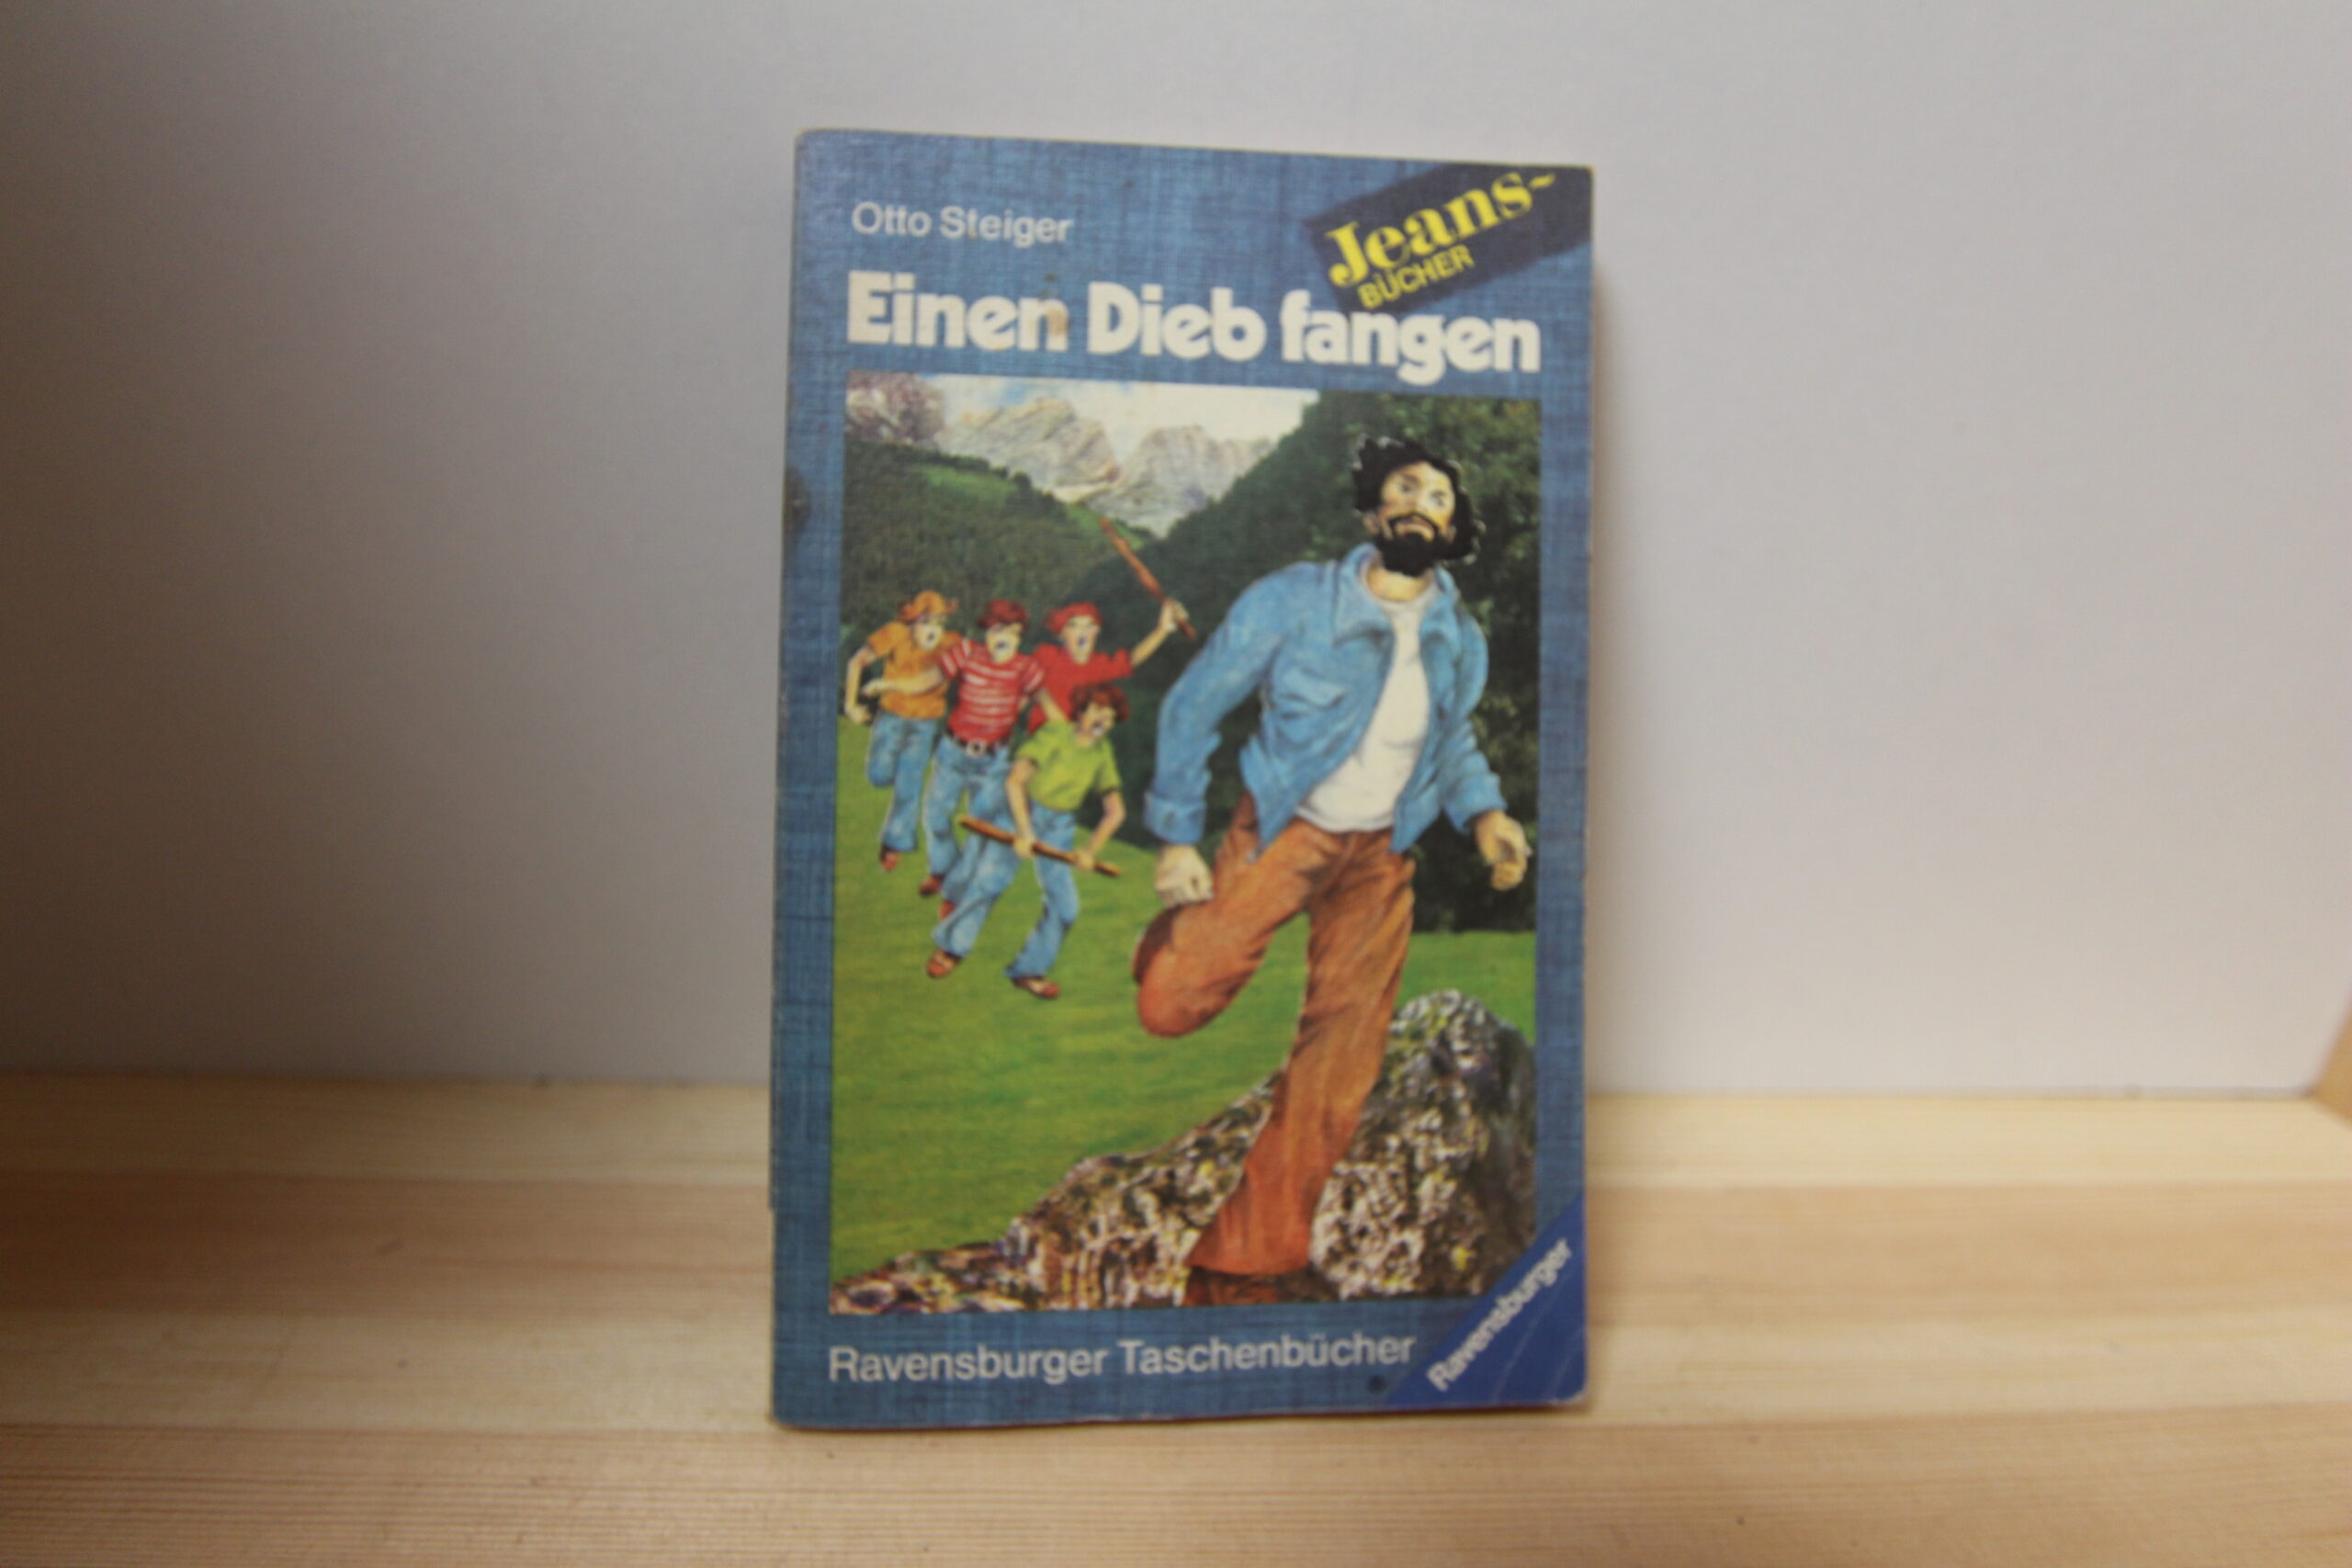 Otto Steiger
Jeans-
BÜCHER
Einen Dieb fangen
Ravensburger Taschenbücher
Ravensburger